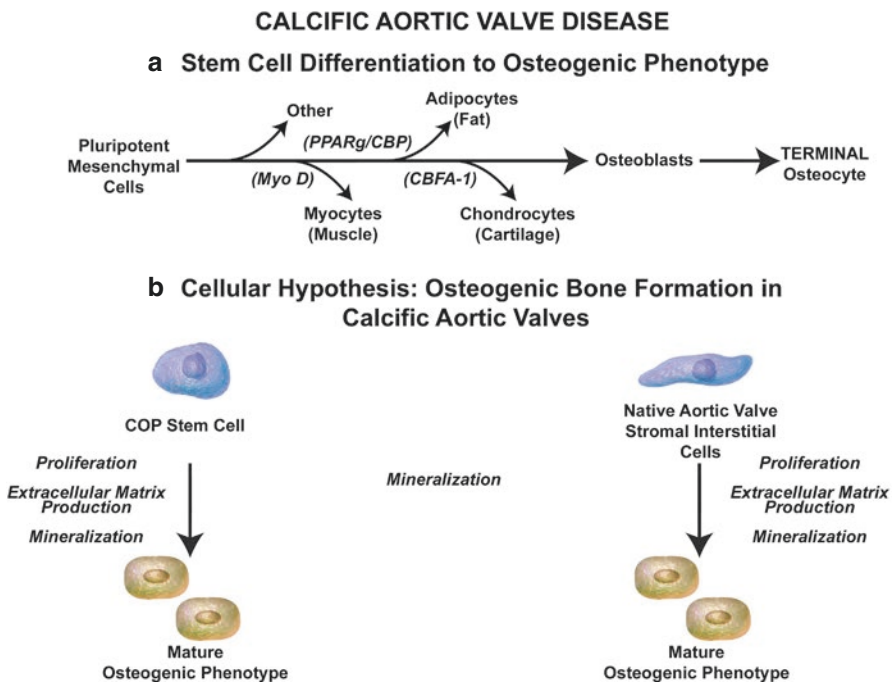 CALCIFIC AORTIC VALVE DISEASE
a Stem Cell Differentiation to Osteogenic Phenotype
Pluripotent
Mesenchymal
Cells
Other
(PPARg/CBP)
Adipocytes
(Fat)
(Myo D)
Myocytes
(Muscle)
(CBFA-1)
Chondrocytes
(Cartilage)
Osteoblasts
TERMINAL
Osteocyte
b Cellular Hypothesis: Osteogenic Bone Formation in
Calcific Aortic Valves
COP Stem Cell
Proliferation
Extracellular Matrix
Production
Mineralization
Mature
Osteogenic Phenotype
Mineralization
Native Aortic Valve
Stromal Interstitial
Cells
Proliferation
Extracellular Matrix
Production
Mineralization
Mature
Osteogenic Phenotype